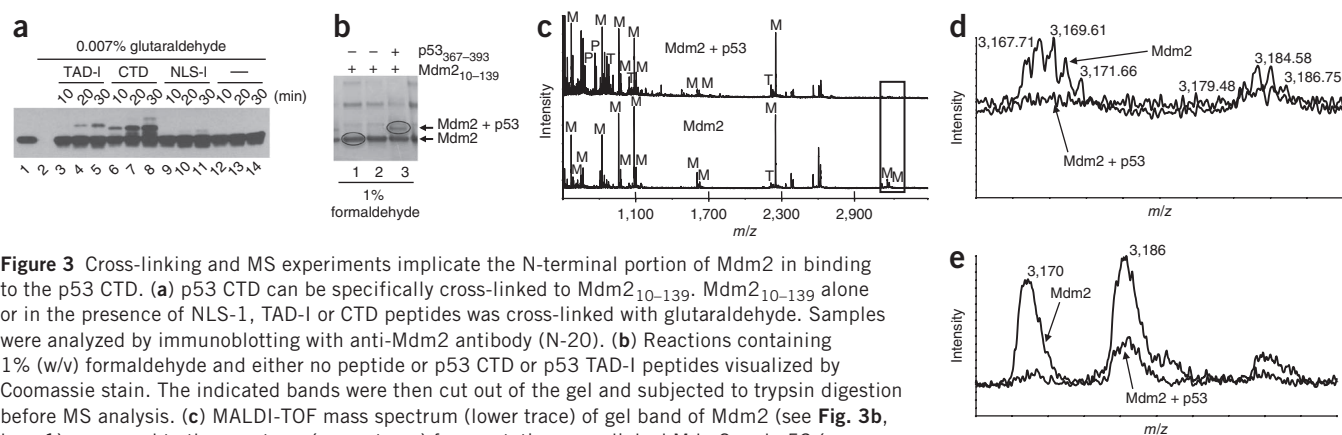 a
0.007% glutaraldehyde
TAD-I CTD NLS-I —
10 20 30 10 20 30 10 20 30 10 20 30 (min)
1 2 3 4 5 6 7 8 9 10 11 12 13 14
b
– – + p53367–393
+ + + Mdm210–139
Mdm2 + p53
Mdm2
1 2 3
1%
formaldehyde
c
Intensity
M M M M M
P P T T M M M M T
Mdm2 + p53
M M M M M
M M M M M M T M M
Mdm2
1,100 1,700 2,300 2,900
m/z
d
Intensity
3,167.71 3,169.61
Mdm2
3,171.66
3,179.48
3,184.58
3,186.75
Mdm2 + p53
m/z
e
Intensity
3,170
Mdm2
3,186
Mdm2 + p53
m/z
Figure 3 Cross-linking and MS experiments implicate the N-terminal portion of Mdm2 in binding
to the p53 CTD. (a) p53 CTD can be specifically cross-linked to Mdm210–139. Mdm210–139 alone
or in the presence of NLS-1, TAD-I or CTD peptides was cross-linked with glutaraldehyde. Samples
were analyzed by immunoblotting with anti-Mdm2 antibody (N-20). (b) Reactions containing
1% (w/v) formaldehyde and either no peptide or p53 CTD or p53 TAD-I peptides visualized by
Coomassie stain. The indicated bands were then cut out of the gel and subjected to trypsin digestion
before MS analysis. (c) MALDI-TOF mass spectrum (lower trace) of gel band of Mdm2 (see Fig. 3b,